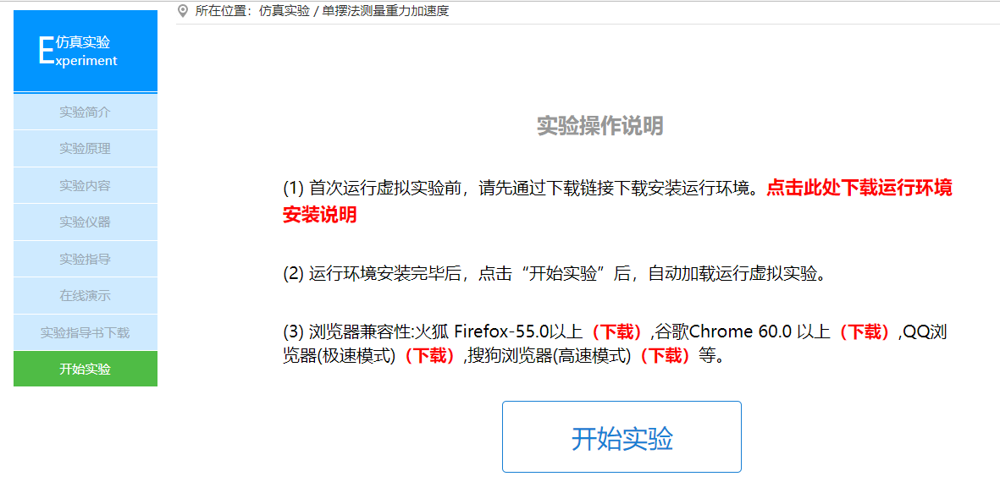 所在位置：仿真实验 / 单摆法测量重力加速度
E仿真实验
xperiment
实验简介
实验原理
实验内容
实验仪器
实验指导
在线演示
实验指导书下载
开始实验
实验操作说明
(1) 首次运行虚拟实验前，请先通过下载链接下载安装运行环境。点击此处下载运行环境
安装说明
(2) 运行环境安装完毕后，点击“开始实验”后，自动加载运行虚拟实验。
(3) 浏览器兼容性:火狐 Firefox-55.0以上（下载）,谷歌Chrome 60.0 以上（下载）,QQ浏
览器(极速模式)（下载）,搜狗浏览器(高速模式)（下载）等。
开始实验